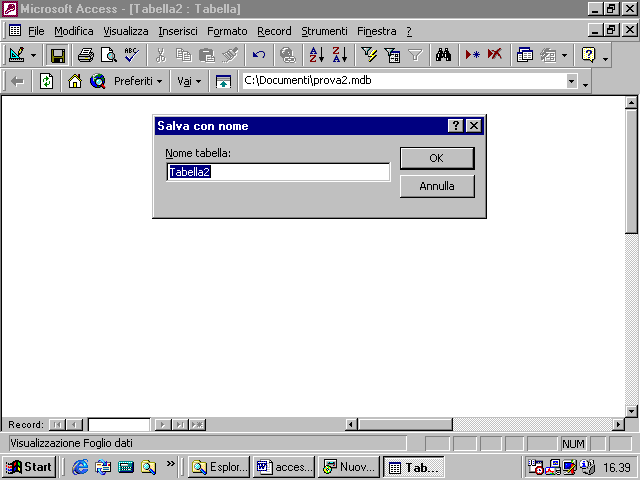 Microsoft Access - [Tabella2 : Tabella]
File Modifica Visualizza Inserisci Formato Record Strumenti Finestra ?
ABC A Z Z A ?
Preferiti Vai C:\Documenti\prova2.mdb
Salva con nome ?
Nome tabella:
OK
Tabella2
Annulla
Record:
Visualizzazione Foglio dati NUM
Start » Esplor... acces... Nuov... Tab... 16.39